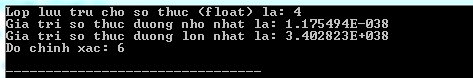 Lop luu tru cho so thuc (float) la: 4
Gia tri so thuc duong nho nhat la: 1.175494E-038
Gia tri so thuc duong lon nhat la: 3.402823E+038
Do chinh xac: 6
--------------------------------